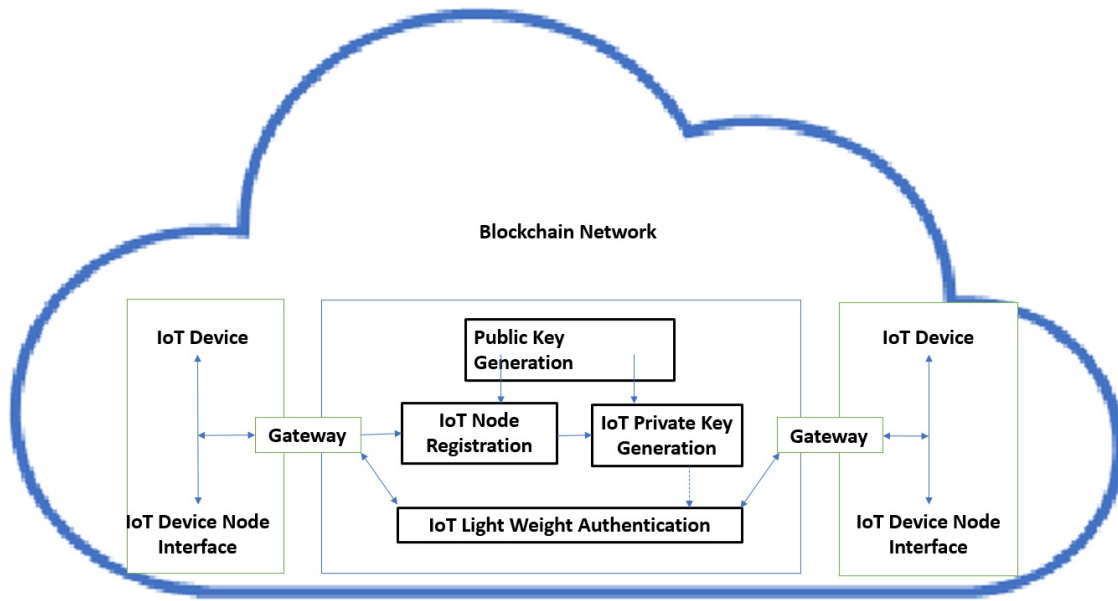 Blockchain Network
IoT Device
Public Key
Generation
IoT Device
Gateway
IoT Node
Registration
IoT Private Key
Generation
Gateway
IoT Device Node
Interface
IoT Light Weight Authentication
IoT Device Node
Interface